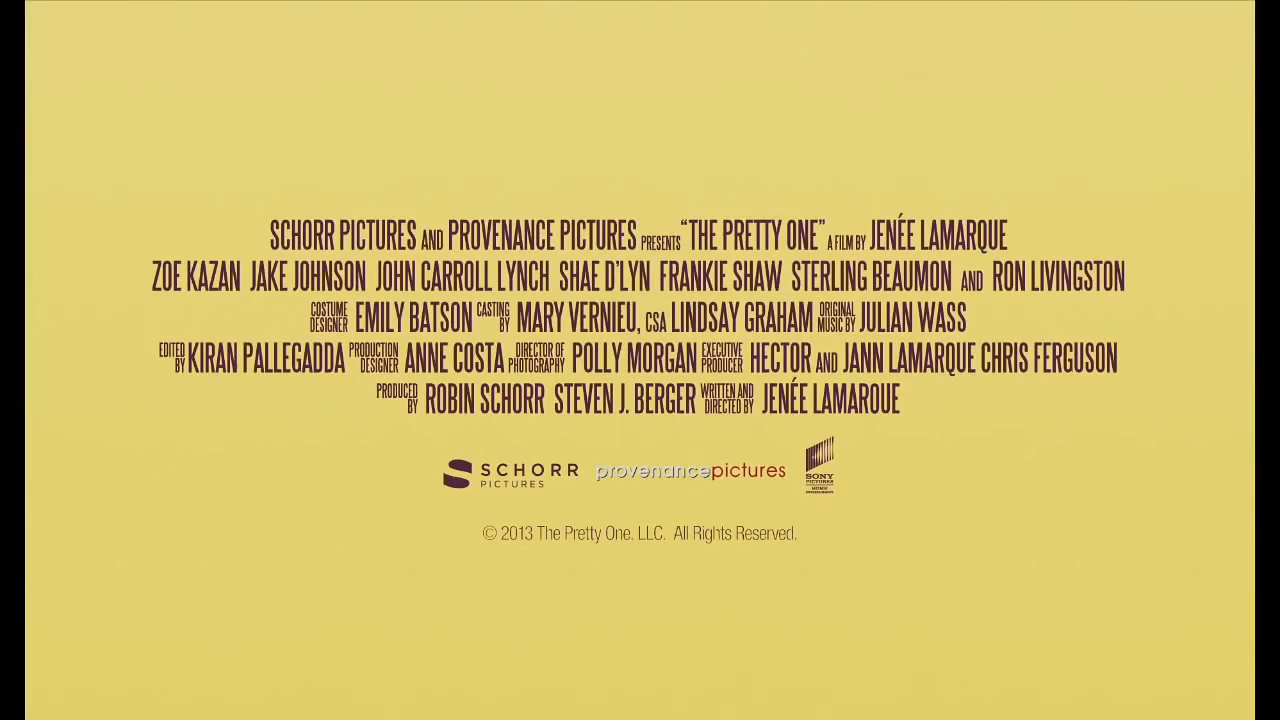 SCHORR PICTURES AND PROVENANCE PICTURES PRESENTS “THE PRETTY ONE” A FILM BY JENÉE LAMARQUE
ZOE KAZAN JAKE JOHNSON JOHN CARROLL LYNCH SHAE D'LYN FRANKIE SHAW STERLING BEAUMON AND RON LIVINGSTON
COSTUME DESIGNER EMILY BATSON CASTING BY MARY VERNIEU, CSA LINDSAY GRAHAM ORIGINAL MUSIC BY JULIAN WASS
EDITED BY KIRAN PALLEGADDA PRODUCTION DESIGNER ANNE COSTA DIRECTOR OF PHOTOGRAPHY POLLY MORGAN EXECUTIVE PRODUCER HECTOR AND JANN LAMARQUE CHRIS FERGUSON
PRODUCED BY ROBIN SCHORR STEVEN J. BERGER WRITTEN AND DIRECTED BY JENÉE LAMARQUE
SCHORR PICTURES provenancepictures SONY PICTURES HOME
© 2013 The Pretty One, LLC. All Rights Reserved.